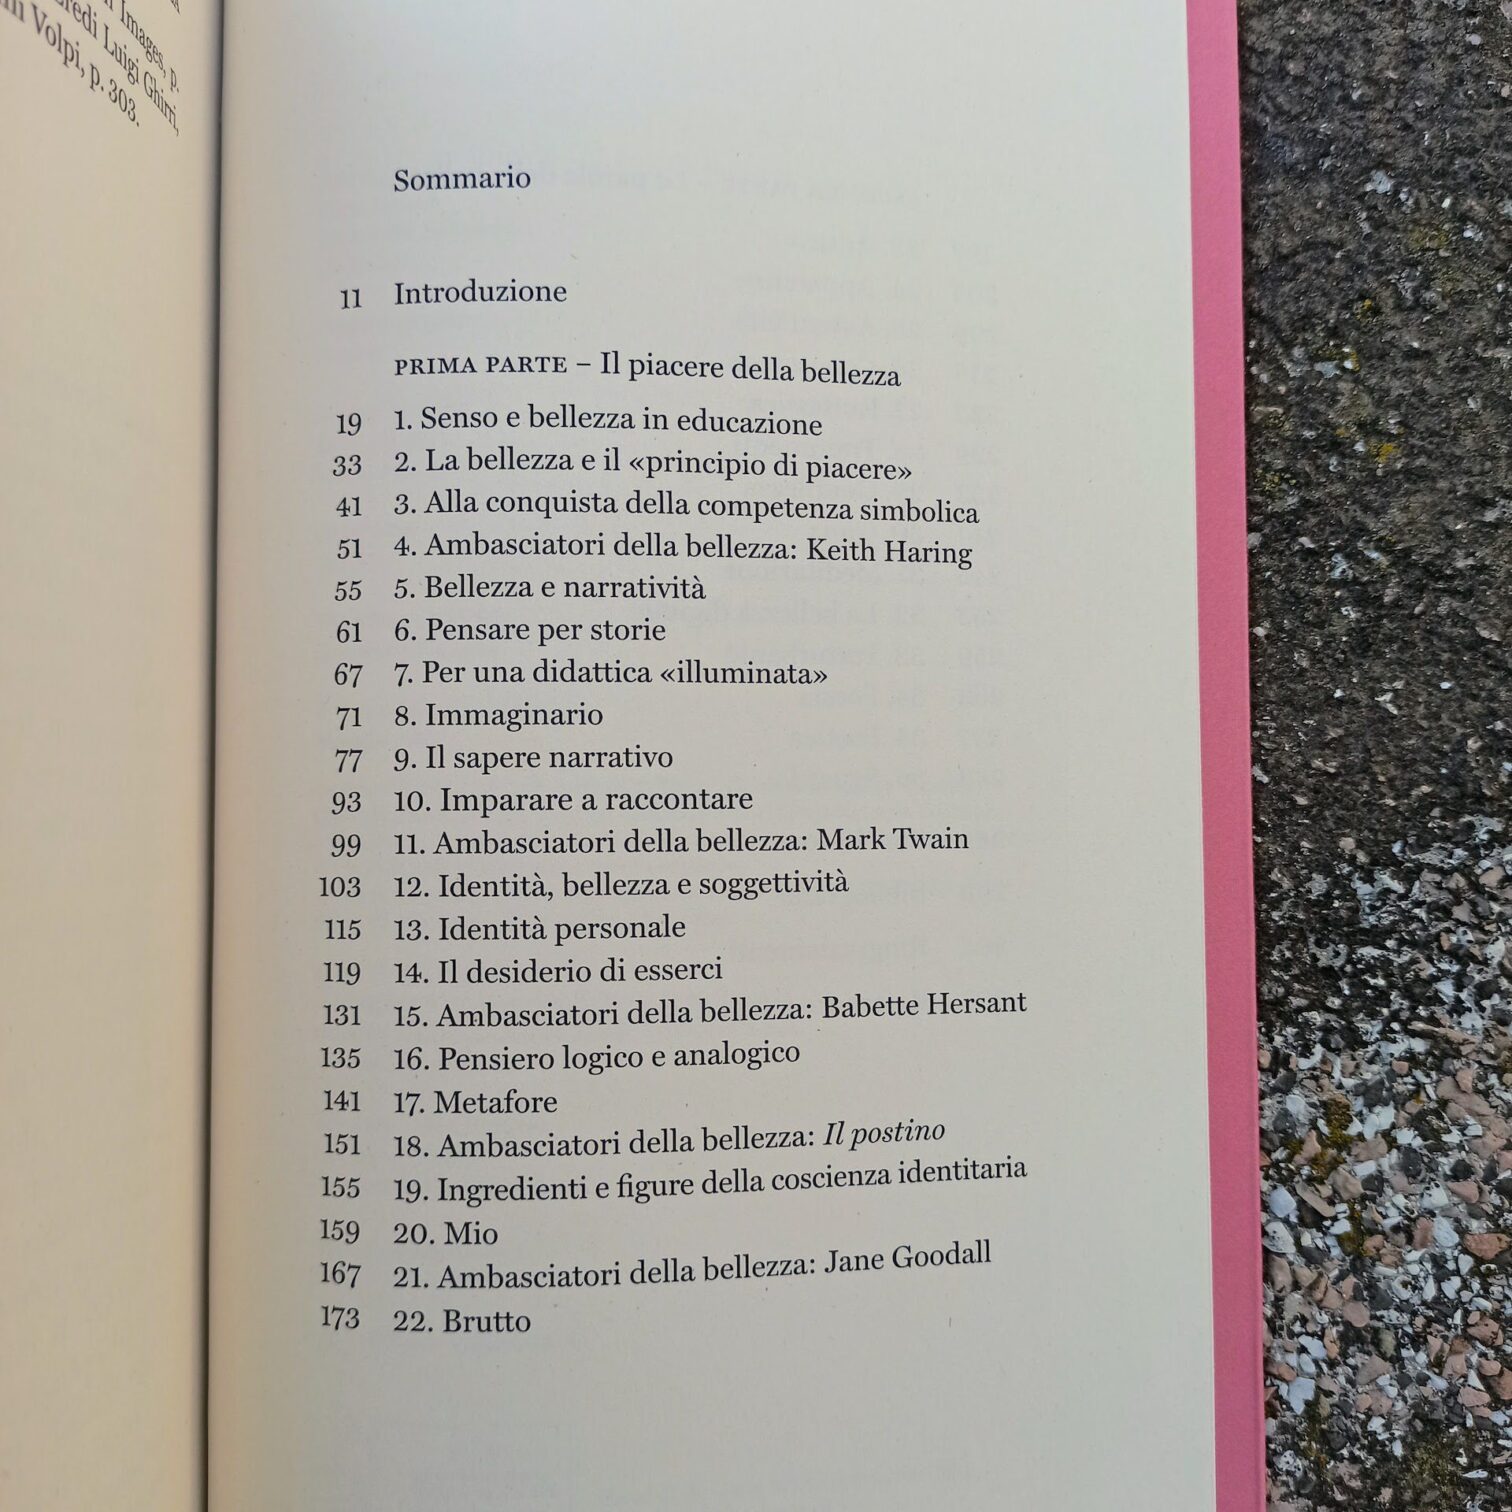 Images, p.
redi Luigi Ghirri,
Volpi, p. 303.
Sommario
11 Introduzione
PRIMA PARTE – Il piacere della bellezza
19 1. Senso e bellezza in educazione
33 2. La bellezza e il «principio di piacere»
41 3. Alla conquista della competenza simbolica
51 4. Ambasciatori della bellezza: Keith Haring
55 5. Bellezza e narratività
61 6. Pensare per storie
67 7. Per una didattica «illuminata»
71 8. Immaginario
77 9. Il sapere narrativo
93 10. Imparare a raccontare
99 11. Ambasciatori della bellezza: Mark Twain
103 12. Identità, bellezza e soggettività
115 13. Identità personale
119 14. Il desiderio di esserci
131 15. Ambasciatori della bellezza: Babette Hersant
135 16. Pensiero logico e analogico
141 17. Metafore
151 18. Ambasciatori della bellezza: Il postino
155 19. Ingredienti e figure della coscienza identitaria
159 20. Mio
167 21. Ambasciatori della bellezza: Jane Goodall
173 22. Brutto